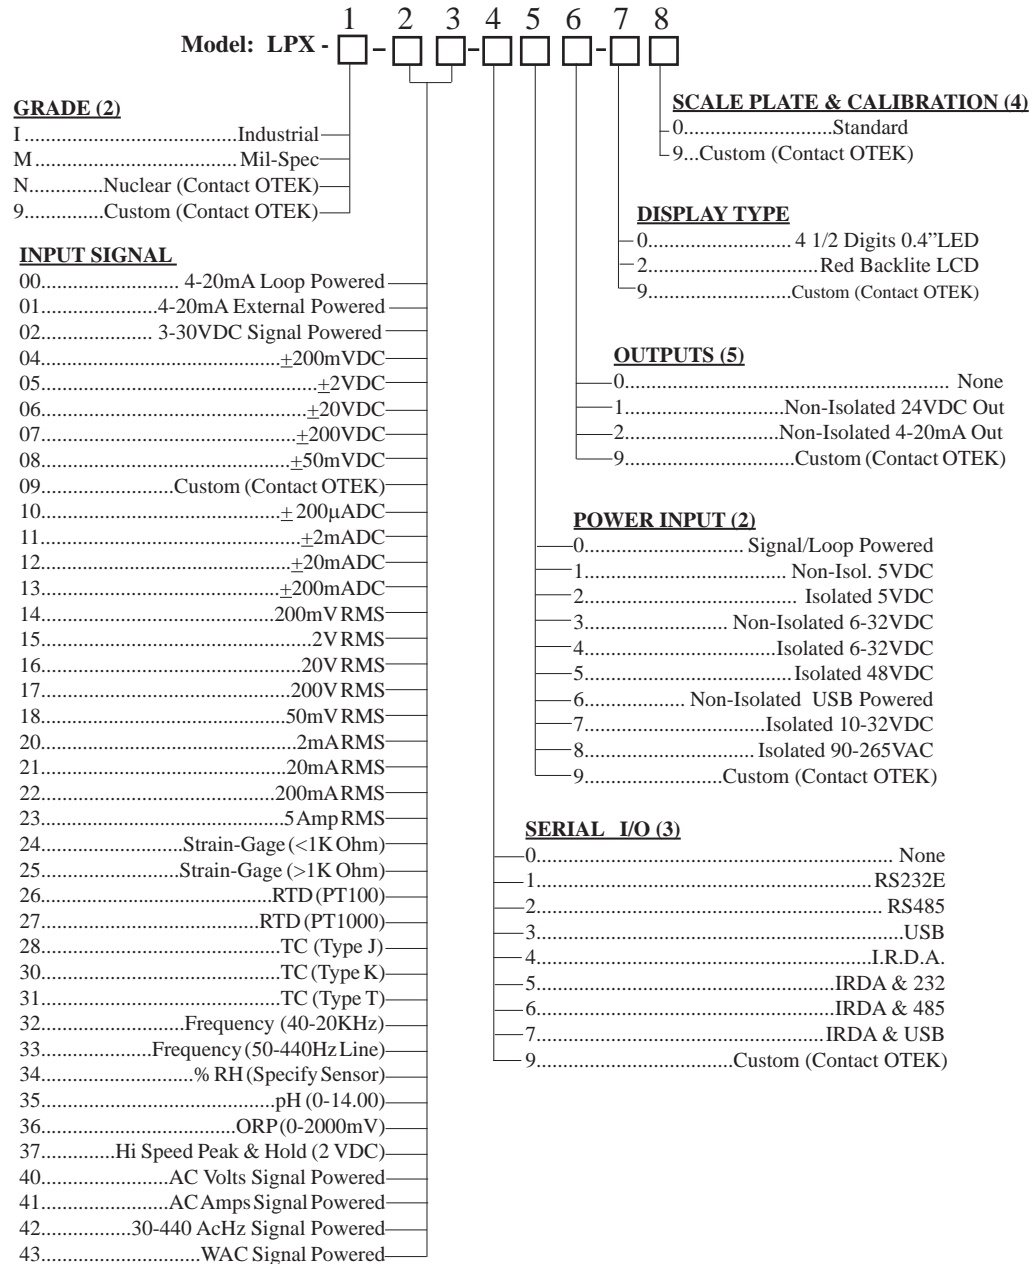 1 2 3 4 5 6 7 8
Model: LPX - - - -
GRADE (2)
I..............................Industrial
M............................Mil-Spec
N.............Nuclear (Contact OTEK)
9...............Custom (Contact OTEK)
INPUT SIGNAL
00......................... 4-20mA Loop Powered
01.....................4-20mA External Powered
02.................... 3-30VDC Signal Powered
04...........................................±200mVDC
05.................................................±2VDC
06...............................................±20VDC
07.............................................±200VDC
08............................................±50mVDC
09........................Custom (Contact OTEK)
10...........................................± 200µADC
11..............................................±2mADC
12.............................................±20mADC
13...........................................±200mADC
14..........................................200mV RMS
15................................................2V RMS
16..............................................20V RMS
17.............................................200V RMS
18............................................50mV RMS
20..............................................2mA RMS
21............................................20mA RMS
22..........................................200mA RMS
23............................................5 Amp RMS
24..........................Strain-Gage (<1K Ohm)
25.........................Strain-Gage (>1K Ohm)
26..........................................RTD (PT100)
27........................................RTD (PT1000)
28...........................................TC (Type J)
30...........................................TC (Type K)
31...........................................TC (Type T)
32..........................Frequency (40-20KHz)
33....................Frequency (50-440Hz Line)
34............................% RH (Specify Sensor)
35..........................................pH (0-14.00)
36...................................ORP (0-2000mV)
37..............Hi Speed Peak & Hold (2 VDC)
40.......................AC Volts Signal Powered
41.......................AC Amps Signal Powered
42................30-440 AcHz Signal Powered
43.............................WAC Signal Powered
SCALE PLATE & CALIBRATION (4)
0...........................Standard
9...Custom (Contact OTEK)
DISPLAY TYPE
0.......................... 4 1/2 Digits 0.4”LED
2...............................Red Backlite LCD
9..........................Custom (Contact OTEK)
OUTPUTS (5)
0........................................................... None
1.............................Non-Isolated 24VDC Out
2............................Non-Isolated 4-20mA Out
9...............................Custom (Contact OTEK)
POWER INPUT (2)
0............................. Signal/Loop Powered
1..................................... Non-Isol. 5VDC
2....................................... Isolated 5VDC
3.......................... Non-Isolated 6-32VDC
4...................................Isolated 6-32VDC
5......................................Isolated 48VDC
6.................. Non-Isolated USB Powered
7.................................Isolated 10-32VDC
8............................... Isolated 90-265VAC
9.........................Custom (Contact OTEK)
SERIAL I/O (3)
0................................................................. None
1.............................................................RS232E
2............................................................... RS485
3...................................................................USB
4.............................................................I.R.D.A.
5......................................................IRDA & 232
6......................................................IRDA & 485
7....................................................IRDA & USB
9....................................Custom (Contact OTEK)